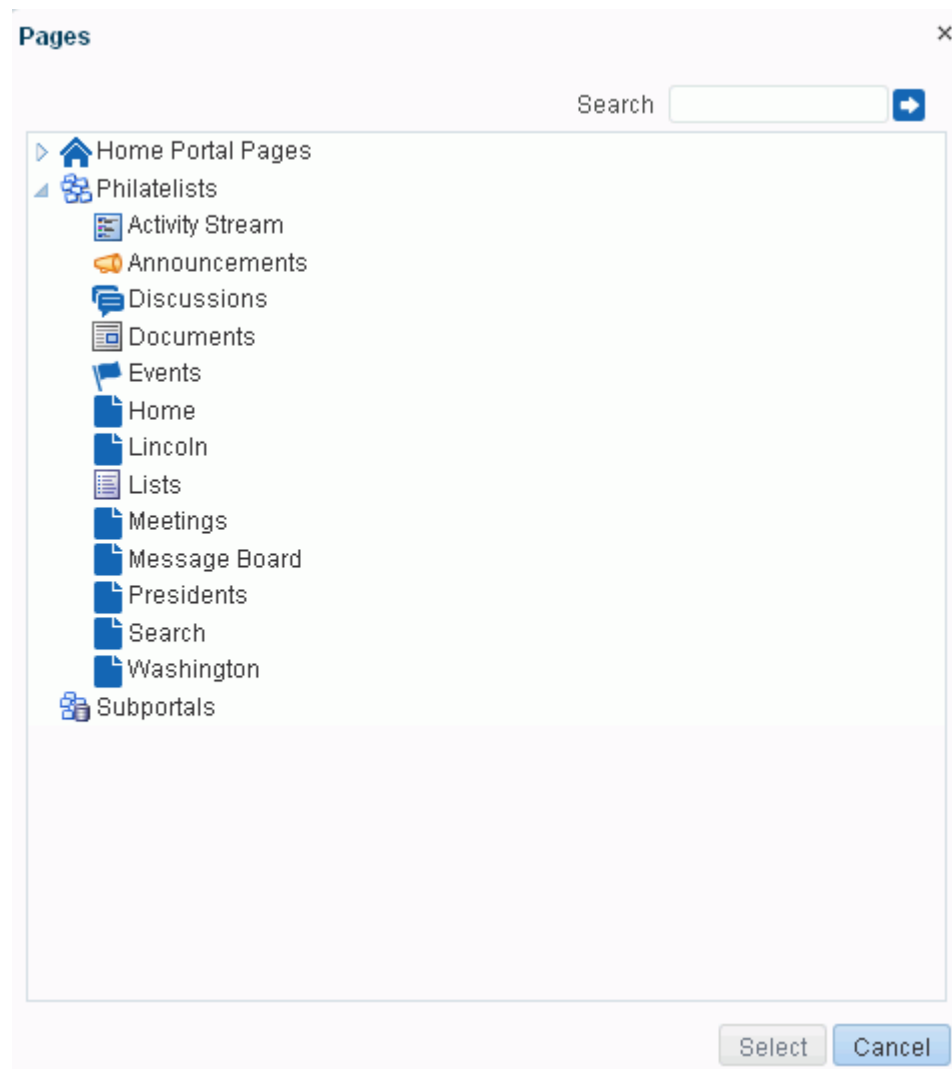 Pages
Search
Home Portal Pages
Philatelists
Activity Stream
Announcements
Discussions
Documents
Events
Home
Lincoln
Lists
Meetings
Message Board
Presidents
Search
Washington
Subportals
Select Cancel